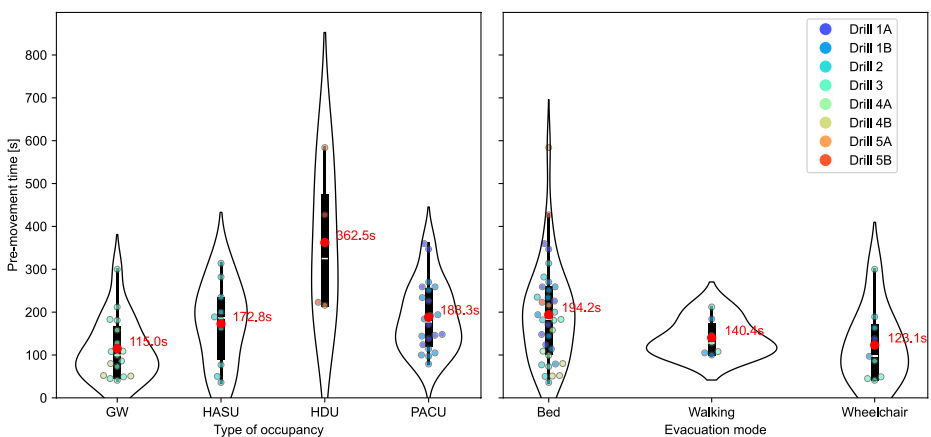 Pre-movement time [s]
800
700
600
500
400
300
200
100
0
115.0s
172.8s
362.5s
188.3s
GW
HASU
HDU
PACU
Type of occupancy
Drill 1A
Drill 1B
Drill 2
Drill 3
Drill 4A
Drill 4B
Drill 5A
Drill 5B
194.2s
140.4s
123.1s
Bed
Walking
Wheelchair
Evacuation mode